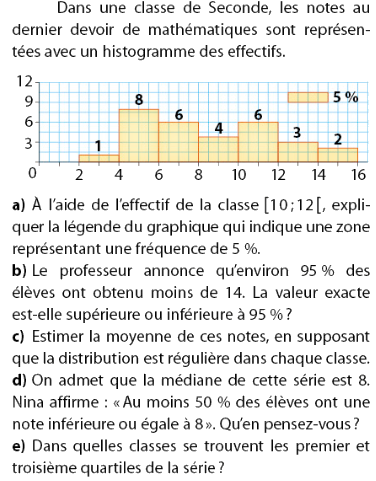 Dans une classe de Seconde, les notes au
dernier devoir de mathématiques sont représen-
tées avec un histogramme des effectifs.
12
9
6
3
0
8
6
6
4
3
2
1
5 %
2 4 6 8 10 12 14 16
a) À l'aide de l'effectif de la classe [10 ; 12 [, expli-
quer la légende du graphique qui indique une zone
représentant une fréquence de 5 %.
b) Le professeur annonce qu'environ 95 % des
élèves ont obtenu moins de 14. La valeur exacte
est-elle supérieure ou inférieure à 95 % ?
c) Estimer la moyenne de ces notes, en supposant
que la distribution est régulière dans chaque classe.
d) On admet que la médiane de cette série est 8.
Nina affirme : « Au moins 50 % des élèves ont une
note inférieure ou égale à 8 ». Qu'en pensez-vous ?
e) Dans quelles classes se trouvent les premier et
troisième quartiles de la série ?